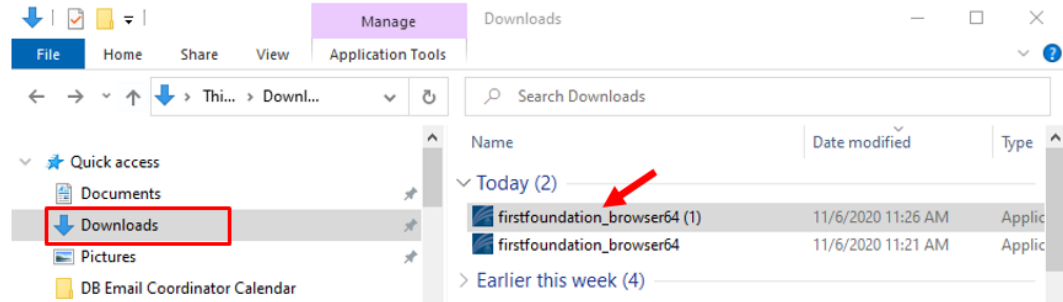 Manage
Downloads
File Home Share View Application Tools
Thi... Downl...
Search Downloads
Name Date modified Type
Quick access
Today (2)
Documents
firstfoundation_browser64 (1) 11/6/2020 11:26 AM Applic
Downloads
firstfoundation_browser64 11/6/2020 11:21 AM Applic
Pictures
Earlier this week (4)
DB Email Coordinator Calendar